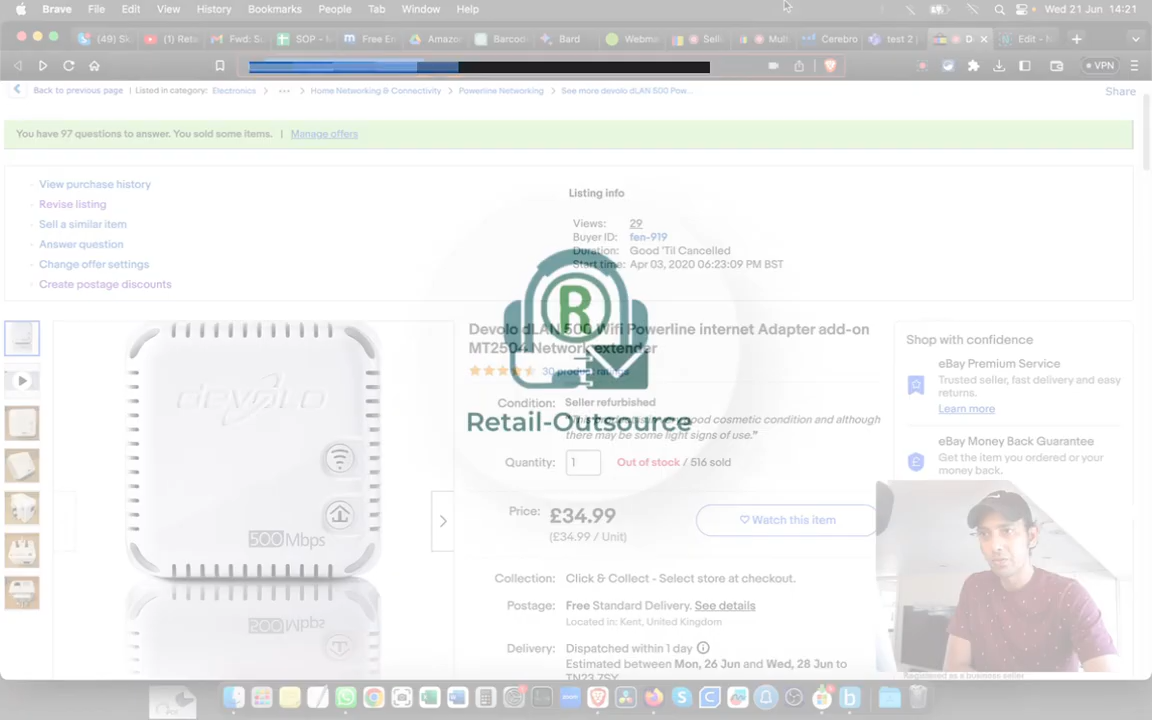 Brave File Edit View History Bookmarks People Tab Window Help Wed 21 Jun 14:21
(49) Sk (1) Reta Fwd: Su SOP - M Free Em Amazo Barcod Bard Webma Selle Mult Cerebro test 2 | D Edit - N
VPN
Back to previous page | Listed in category: Electronics ... Home Networking & Connectivity Powerline Networking See more devolo dLAN 500 Pow...
Share
You have 97 questions to answer. You sold some items. | Manage offers
View purchase history
Revise listing
Sell a similar item
Answer question
Change offer settings
Create postage discounts
Listing info
Views: 29
Buyer ID: fen-919
Duration: Good 'Til Cancelled
Start time: Apr 03, 2020 06:23:09 PM BST
R
Retail-Outsource
devolo
500 Mbps
Devolo dLAN 500 Wifi Powerline internet Adapter add-on
MT2504 Network extender
30 product ratings
Condition: Seller refurbished
good cosmetic condition and although
there may be some light signs of use."
Quantity: 1 Out of stock / 516 sold
Price: £34.99
(£34.99 / Unit)
Watch this item
Collection: Click & Collect - Select store at checkout.
Postage: Free Standard Delivery. See details
Located in: Kent, United Kingdom
Delivery: Dispatched within 1 day
Estimated between Mon, 26 Jun and Wed, 28 Jun to
TN23 7SY
Shop with confidence
eBay Premium Service
Trusted seller, fast delivery and easy
returns.
Learn more
eBay Money Back Guarantee
Get the item you ordered or your
money back.
Registered as a business seller